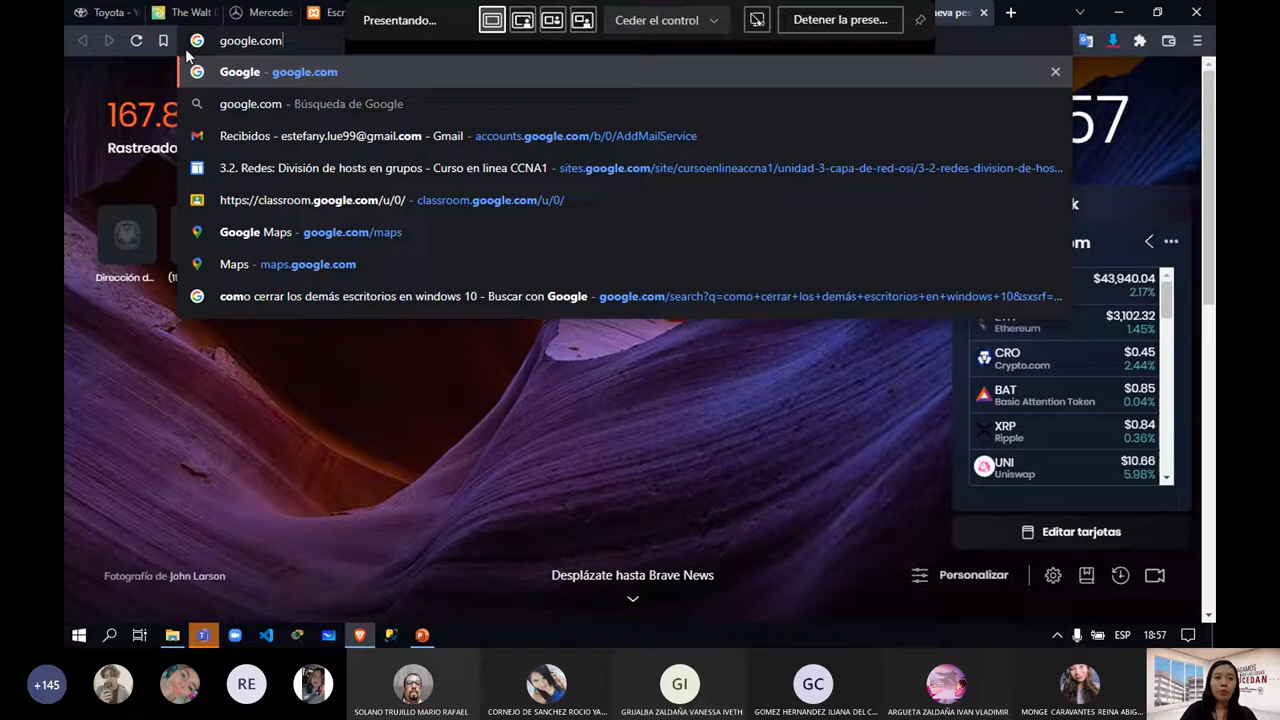 Toyota - Y
The Walt D
Mercedes
Escr
Presentando...
Ceder el control
Detener la prese...
eva pes
google.com
Google - google.com
google.com - Búsqueda de Google
Recibidos - estefany.lue99@gmail.com - Gmail - accounts.google.com/b/0/AddMailService
3.2. Redes: División de hosts en grupos - Curso en linea CCNA1 - sites.google.com/site/cursoenlineaccna1/unidad-3-capa-de-red-osi/3-2-redes-division-de-hos...
https://classroom.google.com/u/0/ - classroom.google.com/u/0/
Google Maps - google.com/maps
Maps - maps.google.com
como cerrar los demás escritorios en windows 10 - Buscar con Google - google.com/search?q=como+cerrar+los+demás+escritorios+en+windows+10&sxsrf=...
167.8
Rastreado
57
Dirección d...
k
om
$43,940.04
2.17%
Ethereum
$3,102.32
1.45%
CRO
Crypto.com
$0.45
2.44%
BAT
Basic Attention Token
$0.85
0.04%
XRP
Ripple
$0.84
0.36%
UNI
Uniswap
$10.66
5.98%
Editar tarjetas
Fotografía de John Larson
Desplázate hasta Brave News
Personalizar
ESP
18:57
+145
RE
GI
GC
SOLANO TRUJILLO MARIO RAFAEL
CORNEJO DE SANCHEZ ROCIO YA...
GRIJALBA ZALDAÑA VANESSA IVETH
GOMEZ HERNANDEZ ILIANA DEL C...
ARGUETA ZALDAÑA IVAN VLADIMIR
MONGE CARAVANTES REINA ABIG...